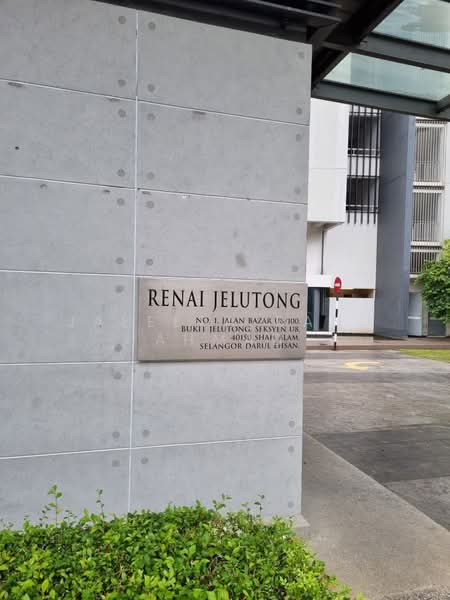 RENAI JELUTONG
NO. 1, JALAN BAZAR U8/100,
BUKIT JELUTONG, SEKSYEN U8,
40150 SHAH ALAM,
SELANGOR DARUL EHSAN.